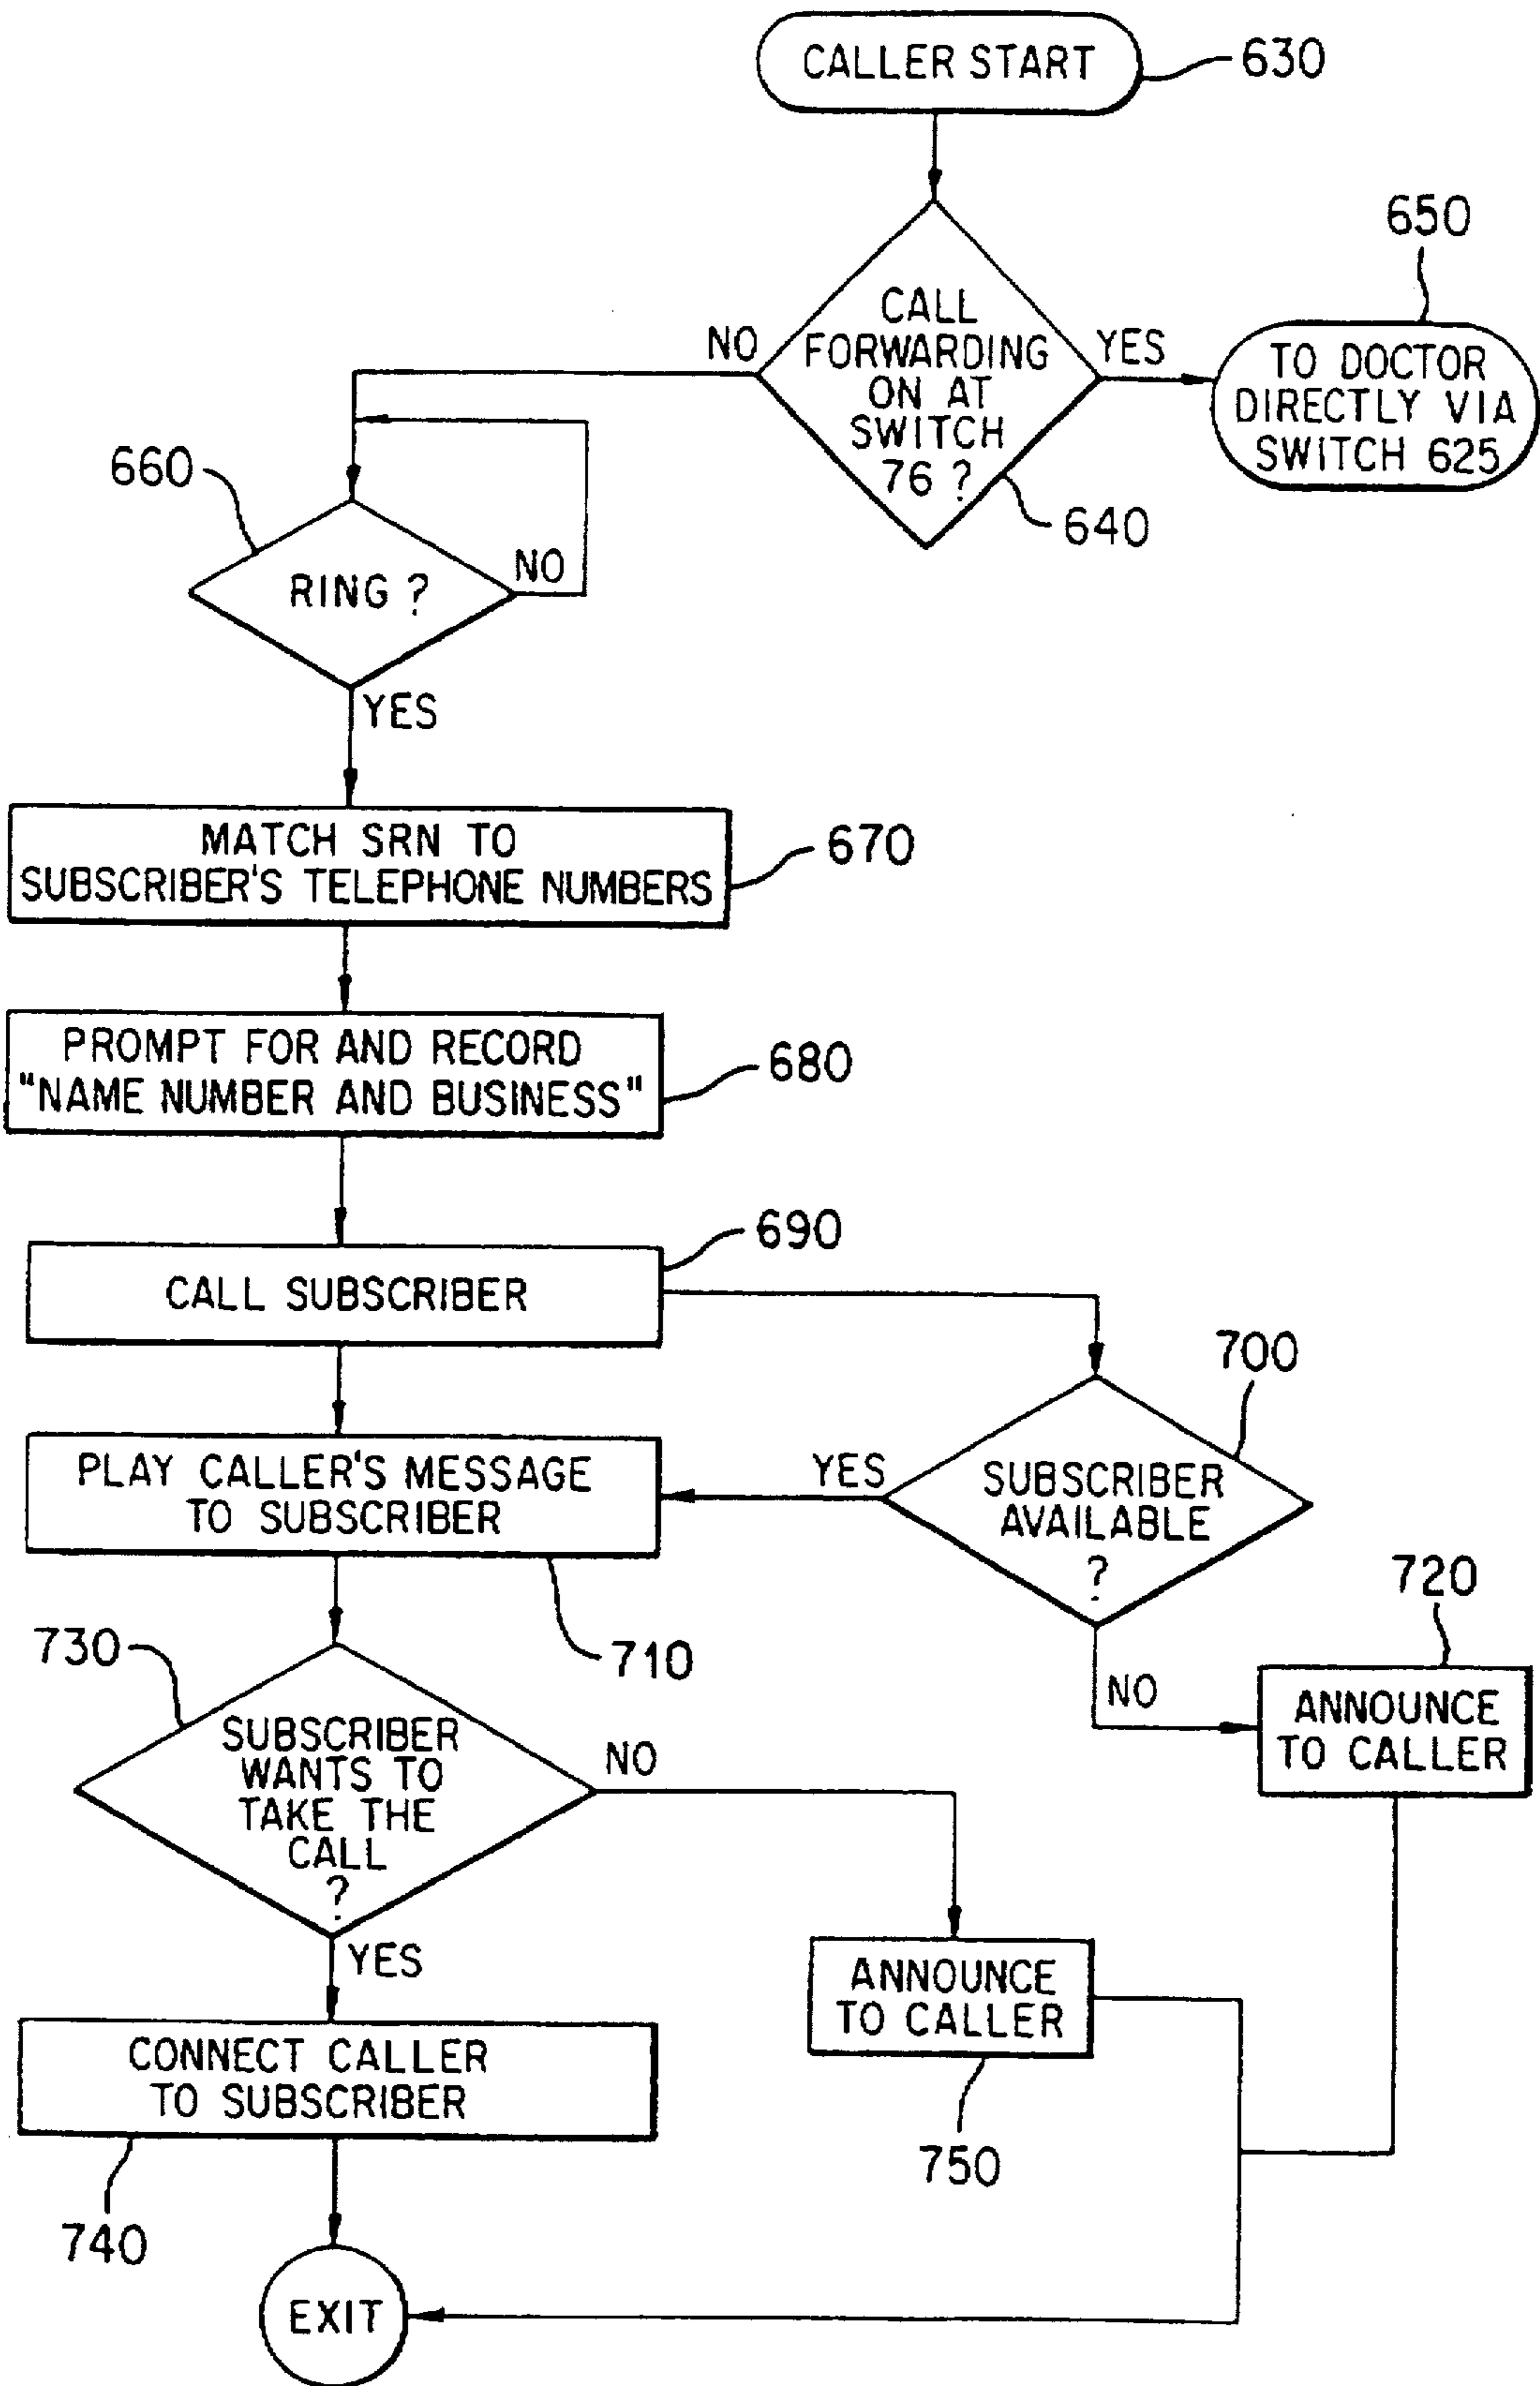 CALLER START
630
650
CALL
FORWARDING
ON AT
SWITCH
76 ?
NO
YES
TO DOCTOR
DIRECTLY VIA
SWITCH 625
640
660
RING ?
NO
YES
MATCH SRN TO
SUBSCRIBER'S TELEPHONE NUMBERS
670
PROMPT FOR AND RECORD
"NAME NUMBER AND BUSINESS"
680
690
CALL SUBSCRIBER
700
PLAY CALLER'S MESSAGE
TO SUBSCRIBER
YES
SUBSCRIBER
AVAILABLE
?
720
730
710
NO
ANNOUNCE
TO CALLER
SUBSCRIBER
WANTS TO
TAKE THE
CALL
?
NO
YES
ANNOUNCE
TO CALLER
CONNECT CALLER
TO SUBSCRIBER
750
740
EXIT